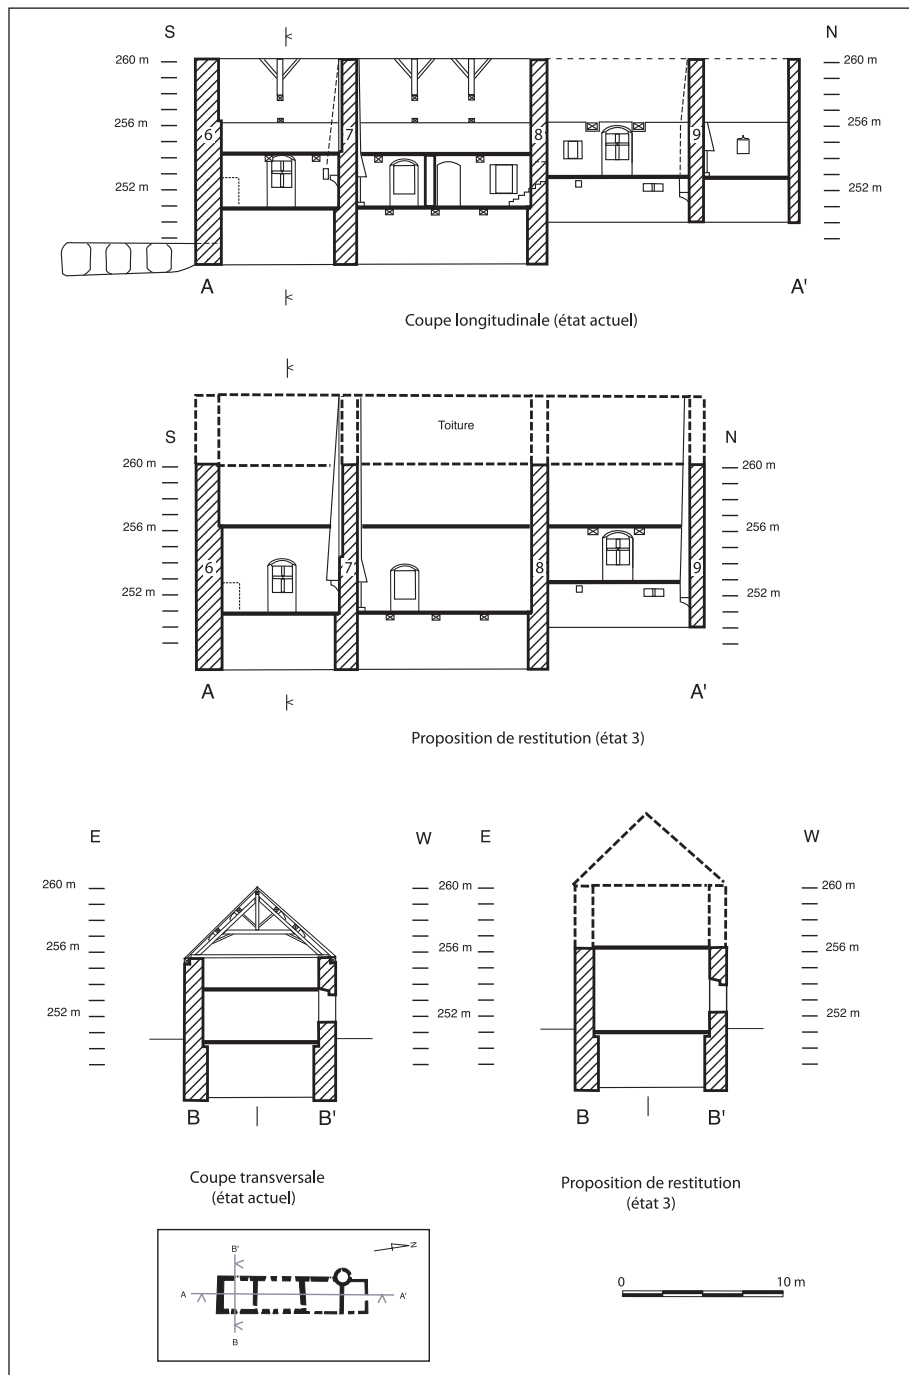 S
N
260 m
260 m
256 m
256 m
6
7
8
9
252 m
252 m
A
A'
Coupe longitudinale (état actuel)
Toiture
S
N
260 m
260 m
256 m
256 m
6
7
8
9
252 m
252 m
A
A'
Proposition de restitution (état 3)
E
W
E
W
260 m
260 m
260 m
256 m
256 m
256 m
252 m
252 m
252 m
B
B'
B
B'
Coupe transversale
(état actuel)
Proposition de restitution
(état 3)
B'
N
A
A'
B
0
10 m